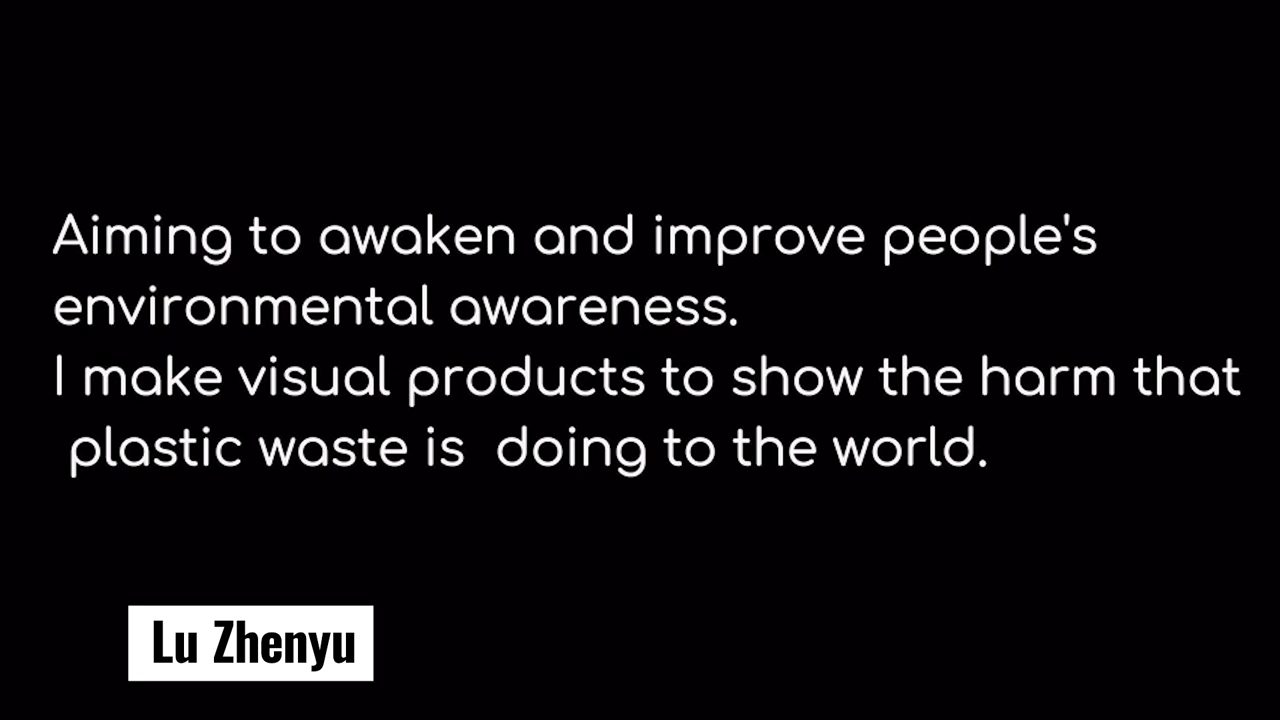 Aiming to awaken and improve people's
environmental awareness.
I make visual products to show the harm that
plastic waste is  doing to the world.
Lu Zhenyu